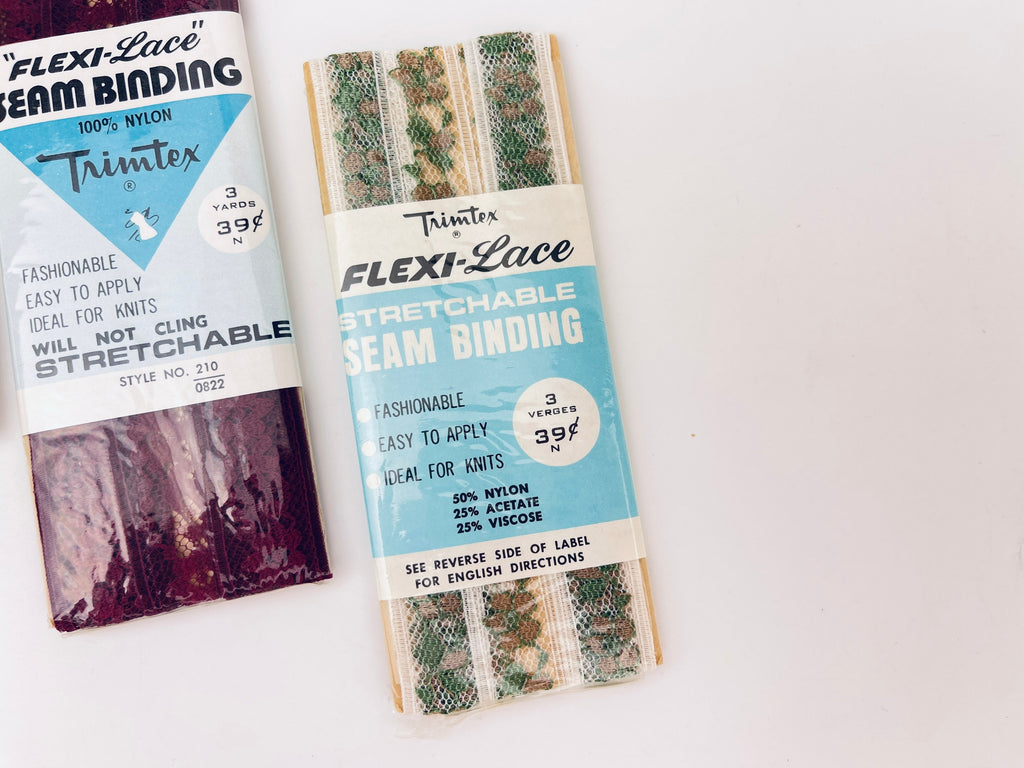 "FLEXI-Lace"
SEAM BINDING
100% NYLON
Trimtex
®
3
YARDS
39¢
N
FASHIONABLE
EASY TO APPLY
IDEAL FOR KNITS
WILL NOT CLING
STRETCHABLE
STYLE NO. 210
0822
Trimtex
®
FLEXI-Lace
STRETCHABLE
SEAM BINDING
FASHIONABLE
EASY TO APPLY
IDEAL FOR KNITS
3
VERGES
39¢
N
50% NYLON
25% ACETATE
25% VISCOSE
SEE REVERSE SIDE OF LABEL
FOR ENGLISH DIRECTIONS